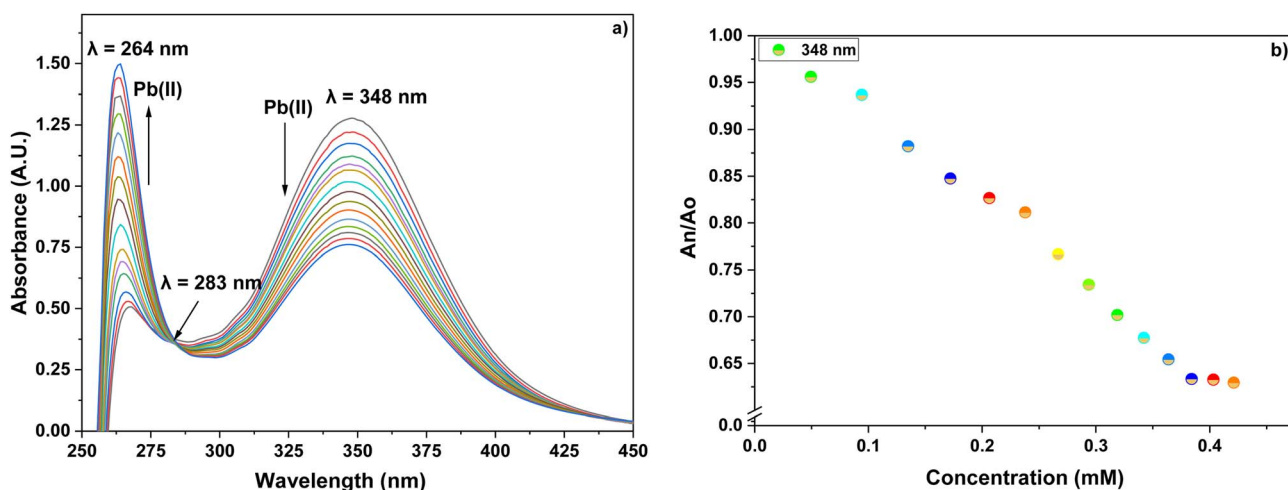 a)
λ = 264 nm
Pb(II)
Pb(II)
λ = 348 nm
λ = 283 nm
1.50
1.25
1.00
0.75
0.50
0.25
0.00
Absorbance (A.U.)
250 275 300 325 350 375 400 425 450
Wavelength (nm)
b)
348 nm
1.00
0.95
0.90
0.85
0.80
0.75
0.70
0.65
0.0
An/Ao
0.0 0.1 0.2 0.3 0.4
Concentration (mM)